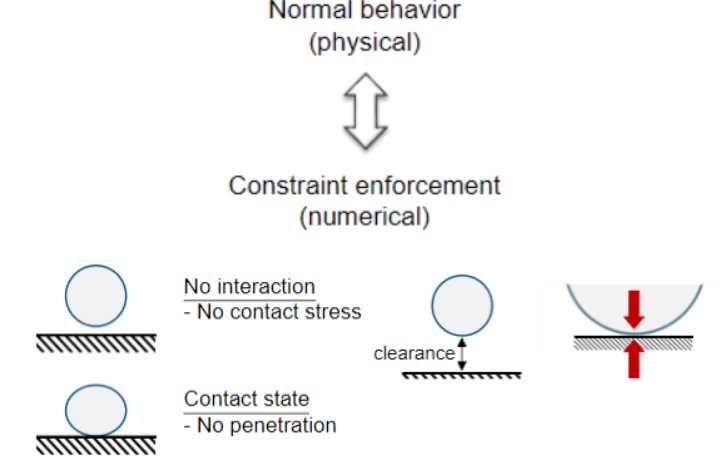 Normal behavior
(physical)
Constraint enforcement
(numerical)
No interaction
- No contact stress
clearance
Contact state
- No penetration